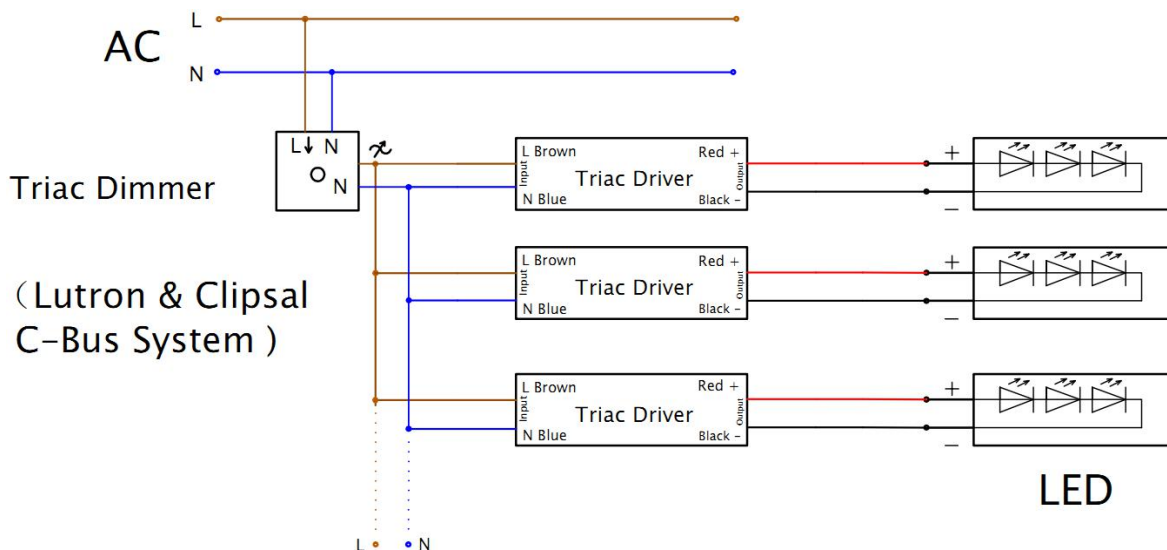 L
AC
N
L N
N
Triac Dimmer
（Lutron & Clipsal
C-Bus System )
L Brown
Input
N Blue
Triac Driver
Red +
Output
Black -
+
−
L Brown
Input
N Blue
Triac Driver
Red +
Output
Black -
+
−
L Brown
Input
N Blue
Triac Driver
Red +
Output
Black -
+
−
LED
L
N